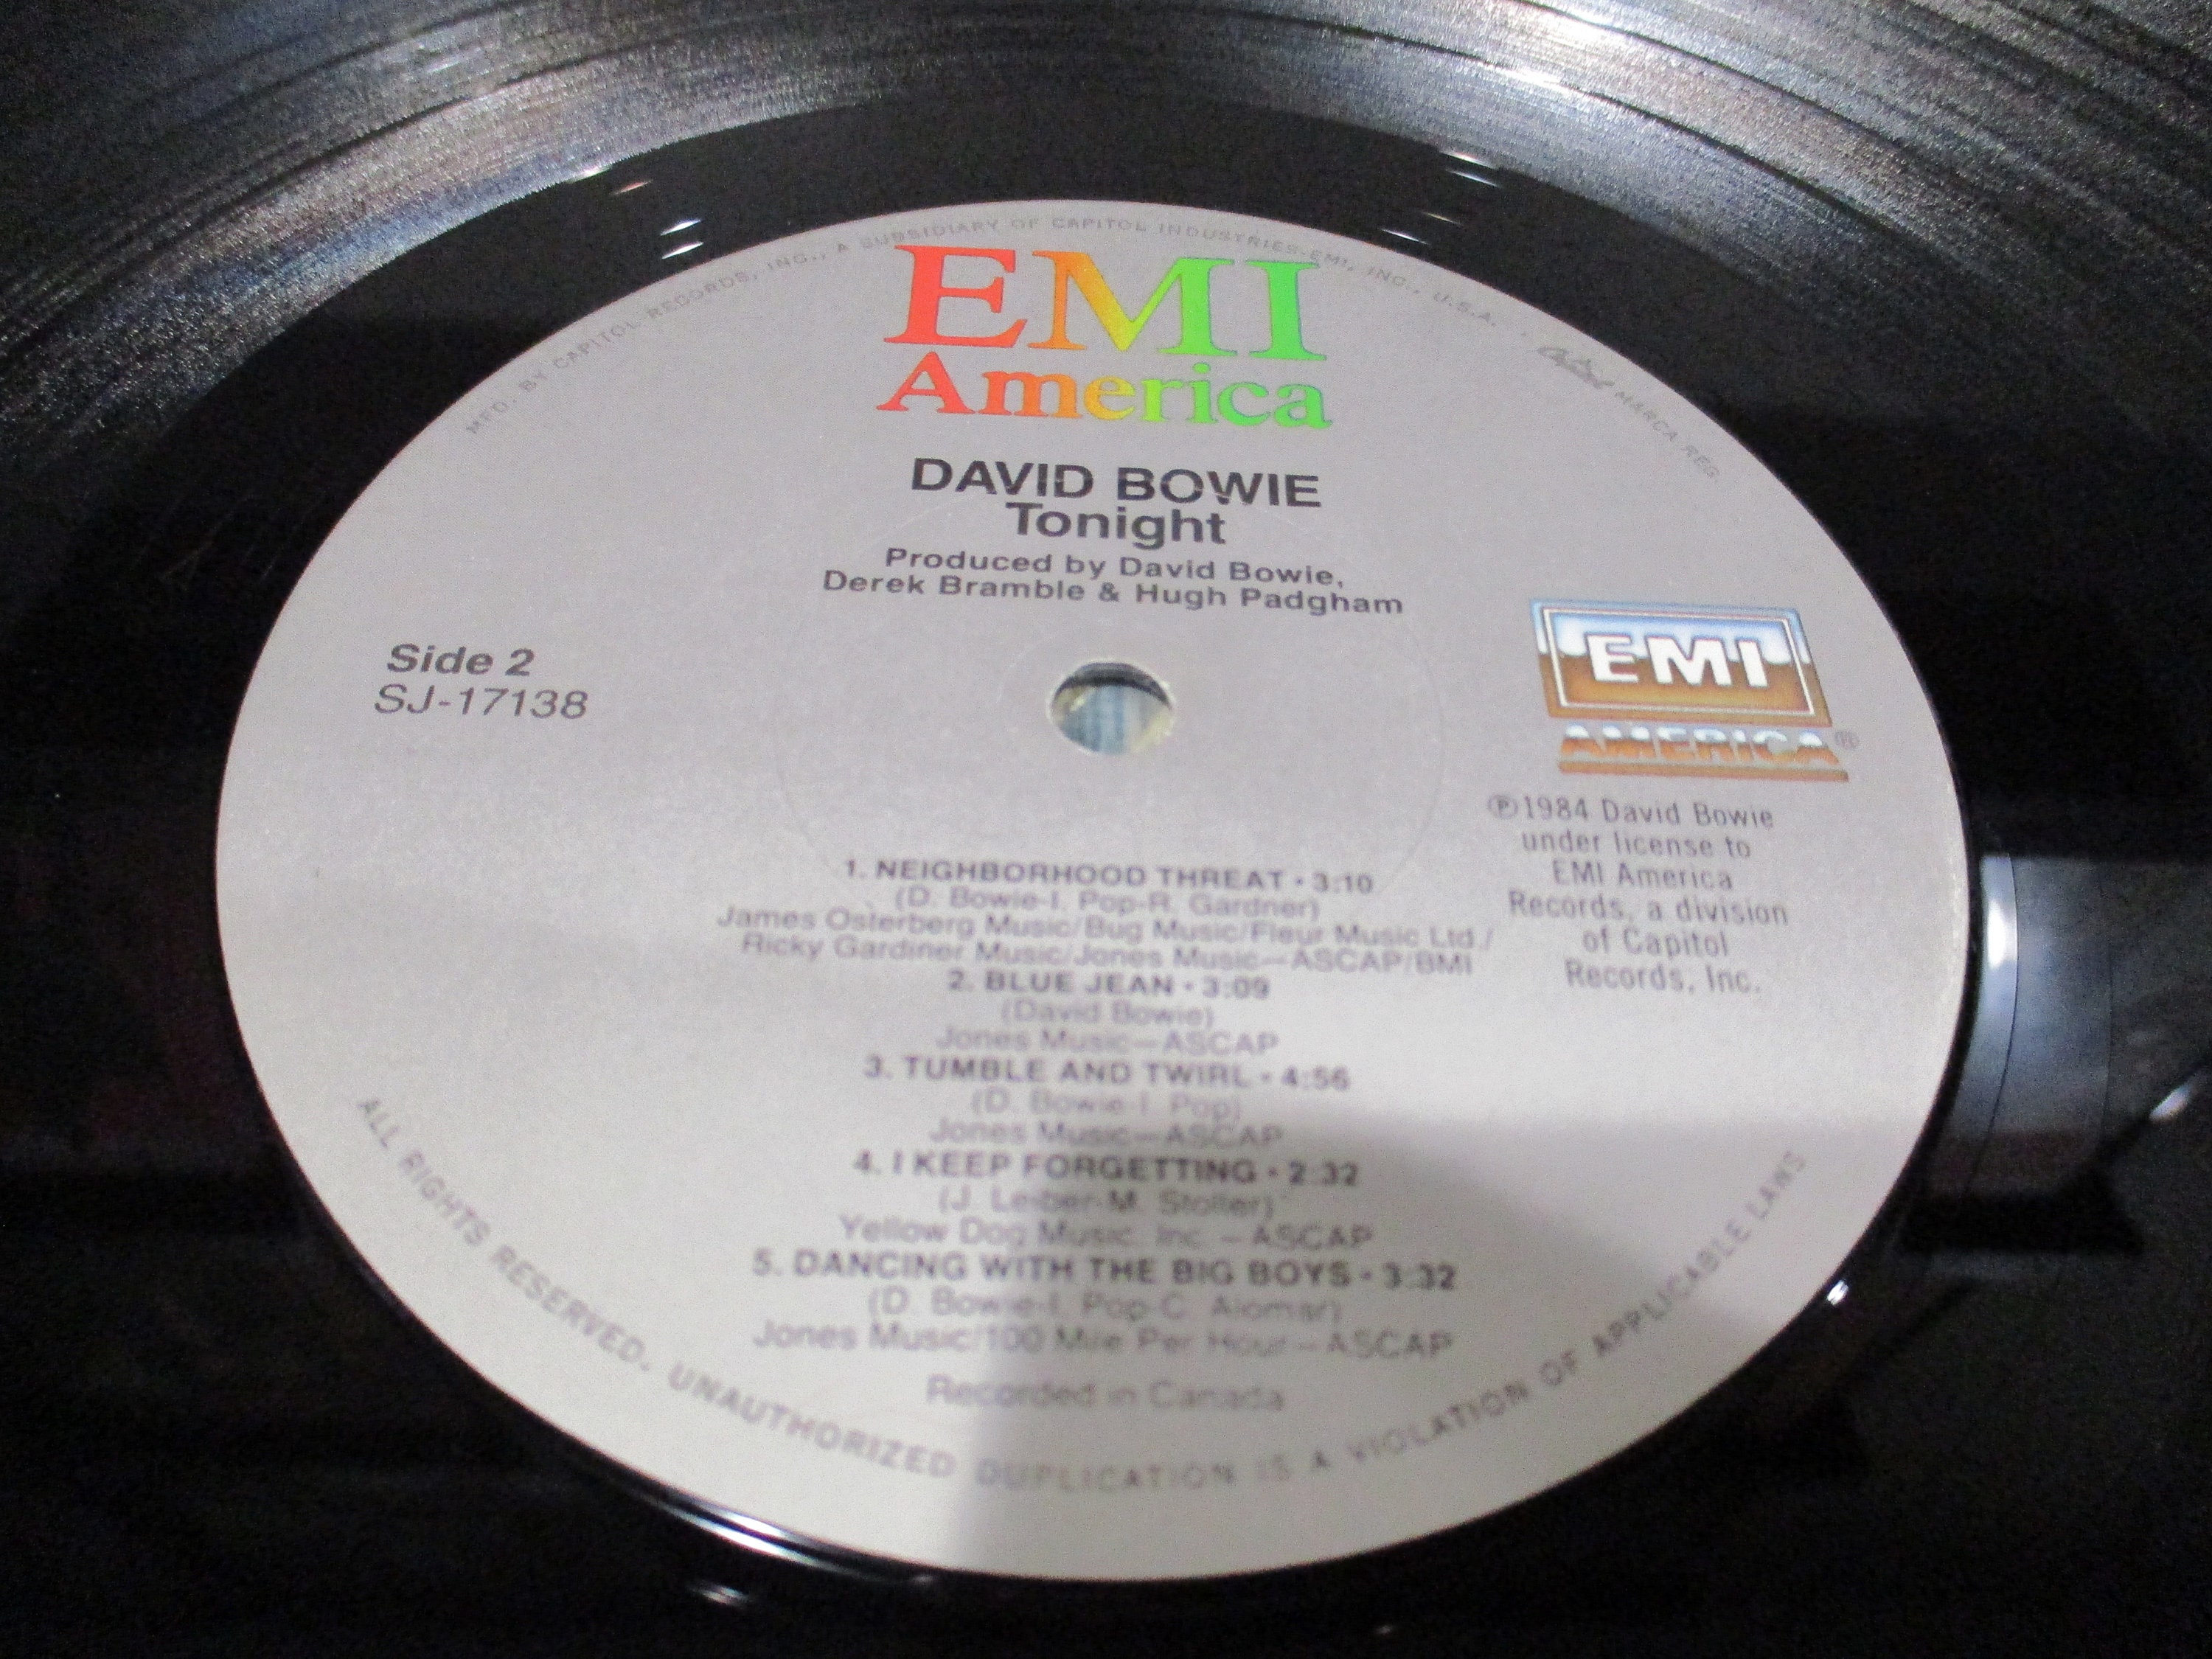 MFD. BY CAPITOL RECORDS, INC., A SUBSIDIARY OF CAPITOL INDUSTRIES-EMI, INC., U.S.A. · Capitol MARCA REG
EMI
America
DAVID BOWIE
Tonight
Produced by David Bowie,
Derek Bramble & Hugh Padgham
Side 2
SJ-17138
EMI
AMERICA®
℗1984 David Bowie
under license to
EMI America
Records, a division
of Capitol
Records, Inc.
1. NEIGHBORHOOD THREAT • 3:10
(D. Bowie-I. Pop-R. Gardner)
James Osterberg Music/Bug Music/Fleur Music Ltd./
Ricky Gardiner Music/Jones Music—ASCAP/BMI
2. BLUE JEAN • 3:09
(David Bowie)
Jones Music—ASCAP
3. TUMBLE AND TWIRL • 4:56
(D. Bowie-I. Pop)
Jones Music—ASCAP
4. I KEEP FORGETTING • 2:32
(J. Leiber-M. Stoller)
Yellow Dog Music, Inc.—ASCAP
5. DANCING WITH THE BIG BOYS • 3:32
(D. Bowie-I. Pop-C. Alomar)
Jones Music/100 Mile Per Hour—ASCAP
Recorded in Canada
ALL RIGHTS RESERVED. UNAUTHORIZED DUPLICATION IS A VIOLATION OF APPLICABLE LAWS